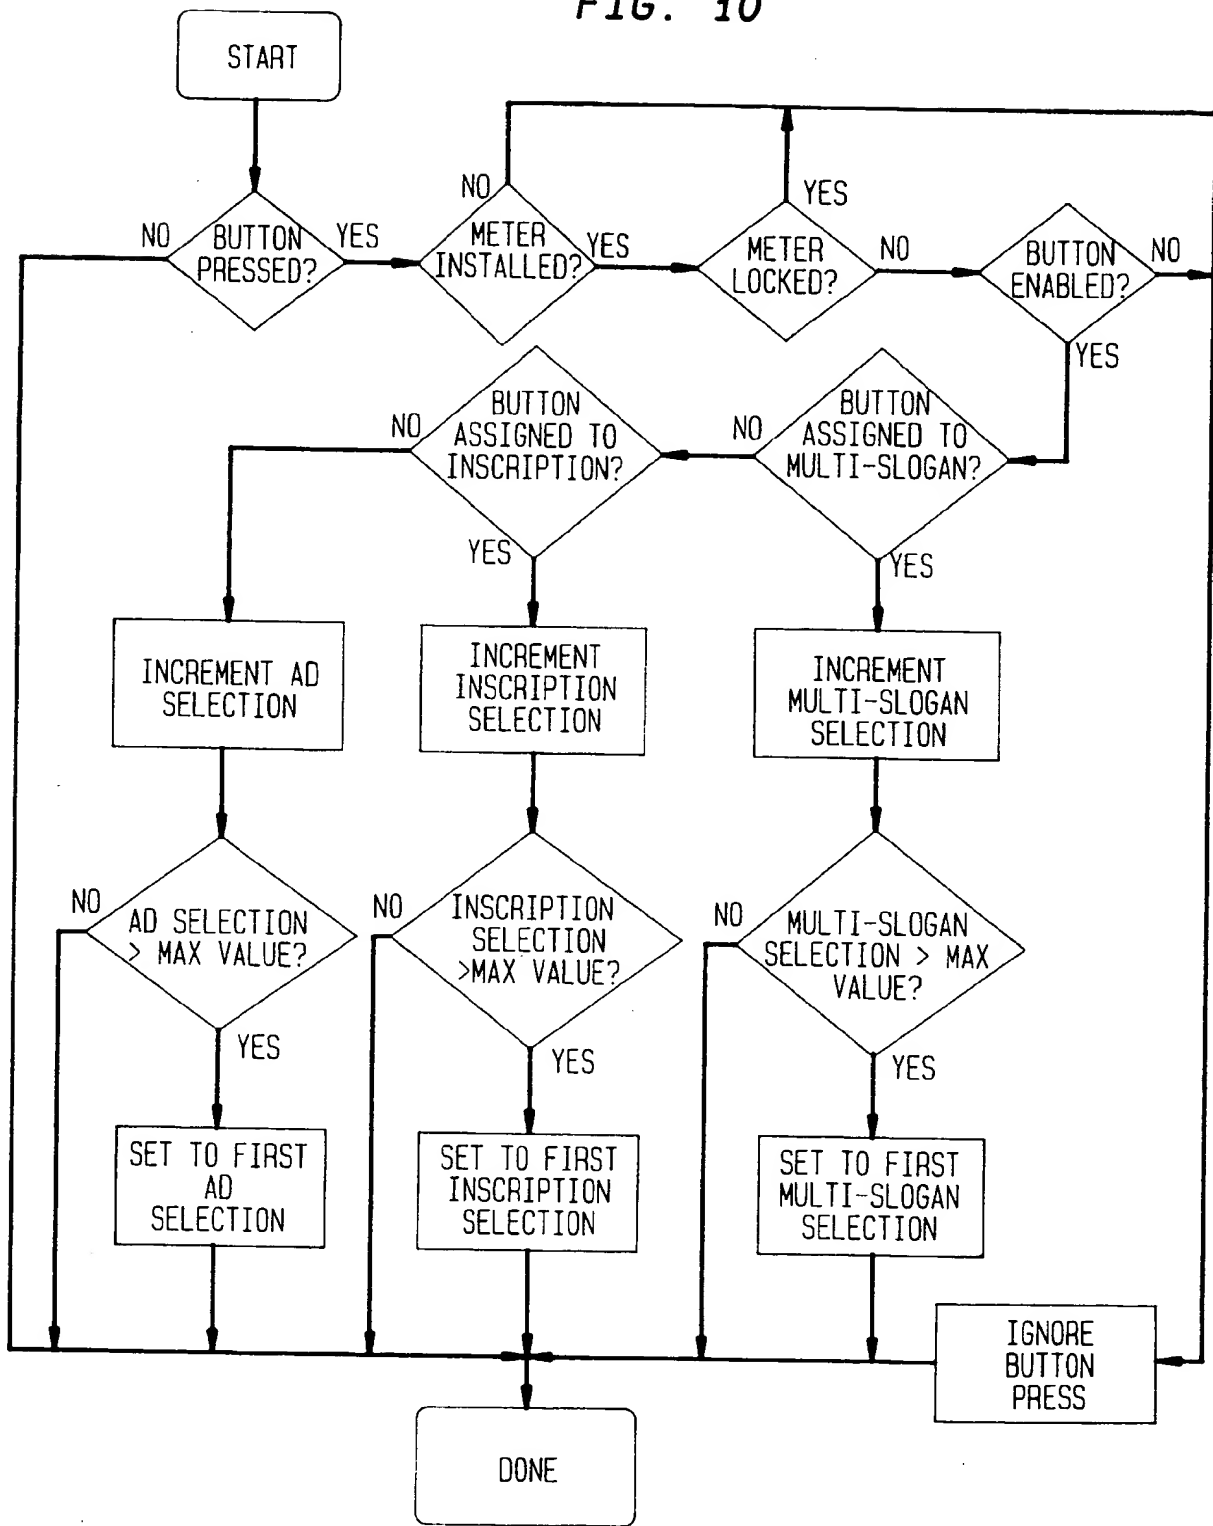 FIG. 10
START
NO
BUTTON
PRESSED?
YES
NO
METER
INSTALLED?
YES
YES
METER
LOCKED?
NO
BUTTON
ENABLED?
NO
YES
NO
BUTTON
ASSIGNED TO
INSCRIPTION?
YES
NO
BUTTON
ASSIGNED TO
MULTI-SLOGAN?
YES
INCREMENT AD
SELECTION
INCREMENT
INSCRIPTION
SELECTION
INCREMENT
MULTI-SLOGAN
SELECTION
NO
AD SELECTION
> MAX VALUE?
YES
NO
INSCRIPTION
SELECTION
>MAX VALUE?
YES
NO
MULTI-SLOGAN
SELECTION > MAX
VALUE?
YES
SET TO FIRST
AD
SELECTION
SET TO FIRST
INSCRIPTION
SELECTION
SET TO FIRST
MULTI-SLOGAN
SELECTION
IGNORE
BUTTON
PRESS
DONE